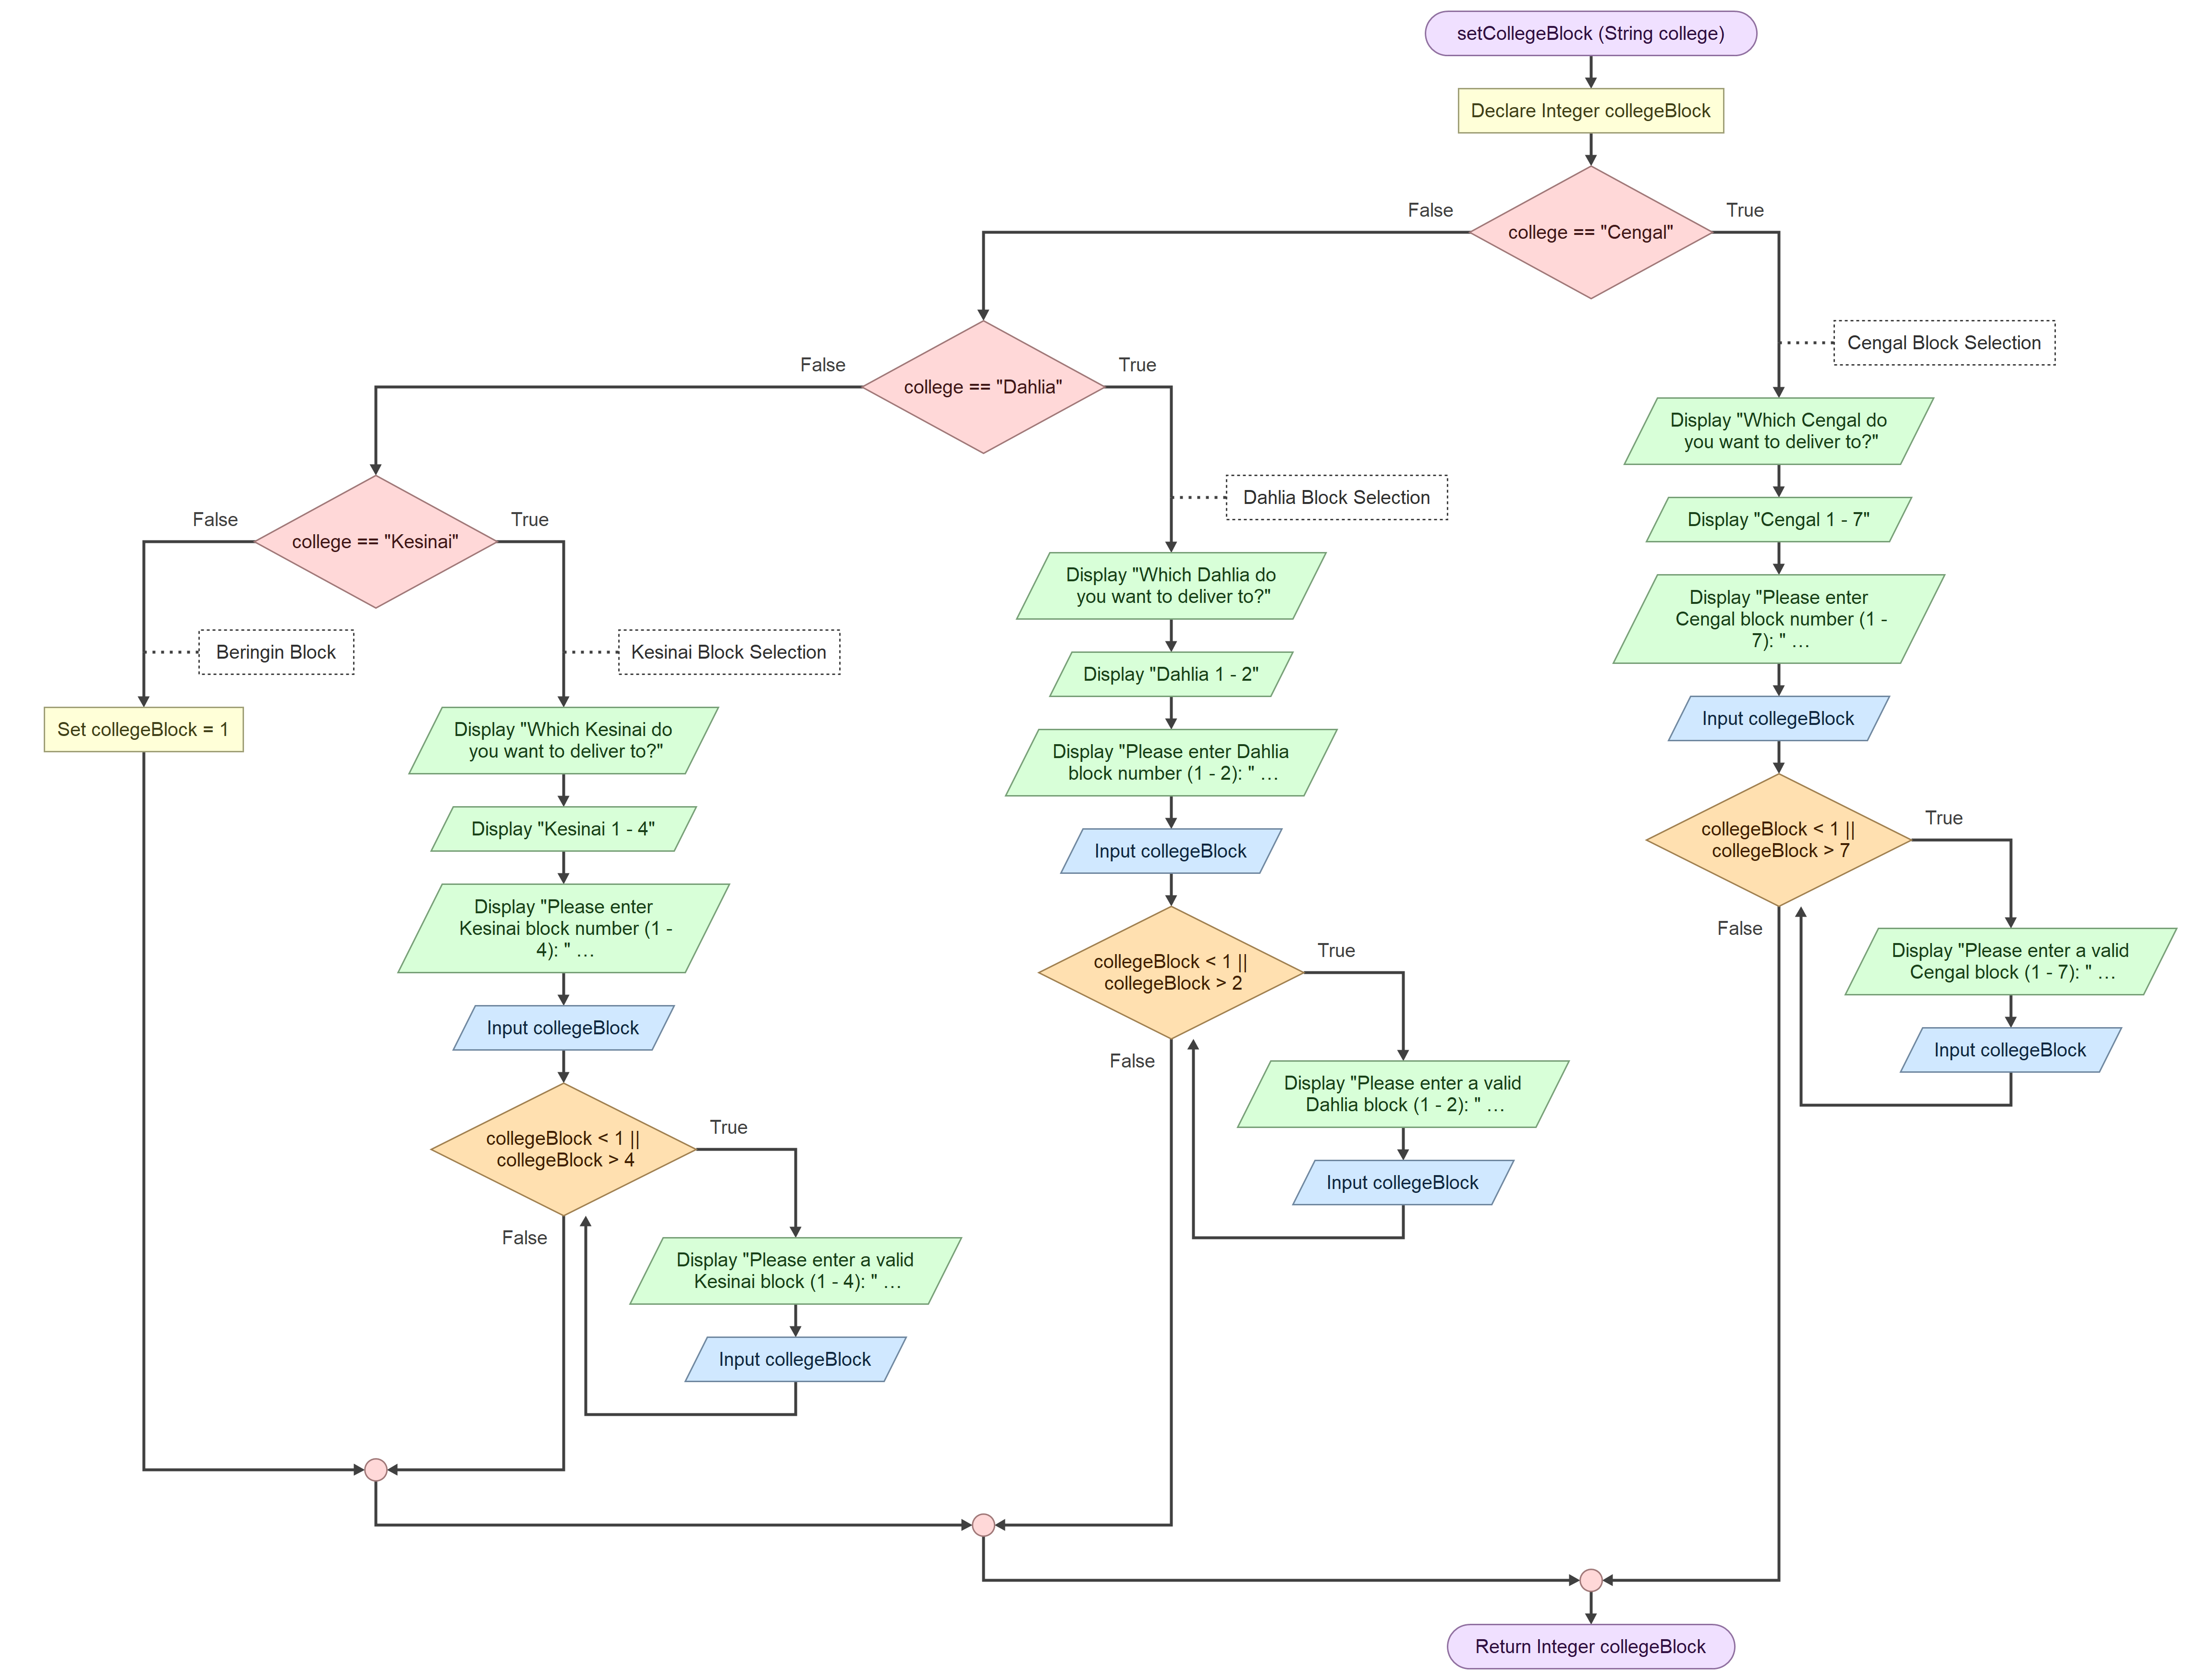 setCollegeBlock (String college)
Declare Integer collegeBlock
college == "Cengal"
False
True
Cengal Block Selection
Display "Which Cengal do
you want to deliver to?"
Display "Cengal 1 - 7"
Display "Please enter
Cengal block number (1 -
7): " ...
Input collegeBlock
collegeBlock < 1 ||
collegeBlock > 7
True
False
Display "Please enter a valid
Cengal block (1 - 7): " ...
Input collegeBlock
college == "Dahlia"
False
True
Dahlia Block Selection
Display "Which Dahlia do
you want to deliver to?"
Display "Dahlia 1 - 2"
Display "Please enter Dahlia
block number (1 - 2): " ...
Input collegeBlock
collegeBlock < 1 ||
collegeBlock > 2
True
False
Display "Please enter a valid
Dahlia block (1 - 2): " ...
Input collegeBlock
college == "Kesinai"
False
True
Beringin Block
Set collegeBlock = 1
Kesinai Block Selection
Display "Which Kesinai do
you want to deliver to?"
Display "Kesinai 1 - 4"
Display "Please enter
Kesinai block number (1 -
4): " ...
Input collegeBlock
collegeBlock < 1 ||
collegeBlock > 4
True
False
Display "Please enter a valid
Kesinai block (1 - 4): " ...
Input collegeBlock
Return Integer collegeBlock